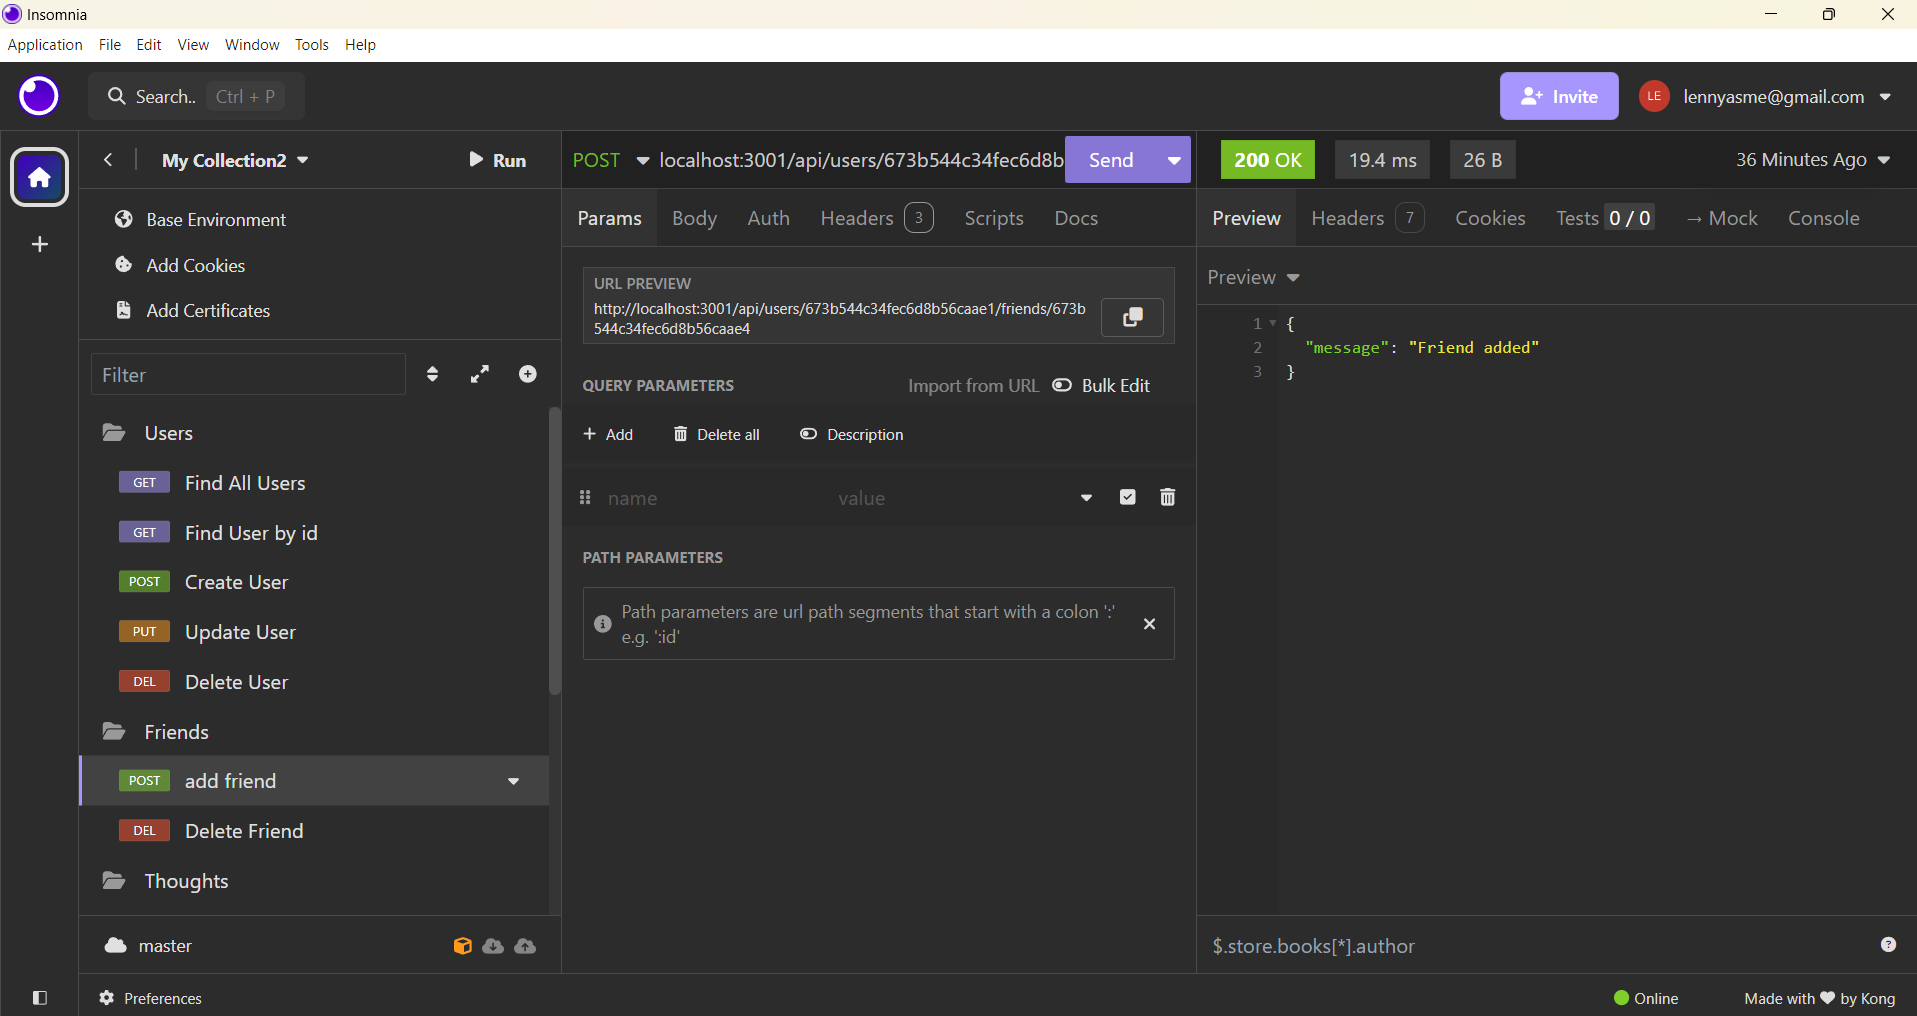 Insomnia
Application File Edit View Window Tools Help
Search.. Ctrl + P
Invite
LE lennyasme@gmail.com
My Collection2
Run
Base Environment
Add Cookies
Add Certificates
Filter
Users
GET Find All Users
GET Find User by id
POST Create User
PUT Update User
DEL Delete User
Friends
POST add friend
DEL Delete Friend
Thoughts
master
Preferences
POST localhost:3001/api/users/673b544c34fec6d8b
Send
Params Body Auth Headers 3 Scripts Docs
URL PREVIEW
http://localhost:3001/api/users/673b544c34fec6d8b56caae1/friends/673b
544c34fec6d8b56caae4
QUERY PARAMETERS Import from URL Bulk Edit
+ Add Delete all Description
name value
PATH PARAMETERS
Path parameters are url path segments that start with a colon ':'
e.g. ':id'
200 OK 19.4 ms 26 B 36 Minutes Ago
Preview Headers 7 Cookies Tests 0 / 0 → Mock Console
Preview
1 {
2 "message": "Friend added"
3 }
$.store.books[*].author
Online Made with ♥ by Kong